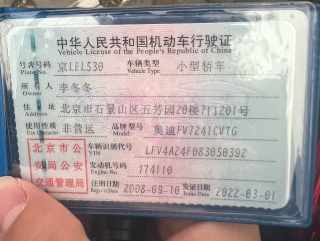 中华人民共和国机动车行驶证
Vehicle License of the People's Republic of China
号牌号码 京LEL530 车辆类型 小型轿车
Plate No. Vehicle Type
所有人 李冬冬
Owner
住址 北京市石景山区五芳园20楼7门201号
Address
使用性质 非营运 品牌型号 奥迪FV7241CVTG
Use Character Model
北京市公 车辆识别代号 LFV4A24F083050392
VIN
安局公安 发动机号码 174110
Engine No.
交通管理局 注册日期 2008-09-10 发证日期 2022-03-01
Register Date Issue Date